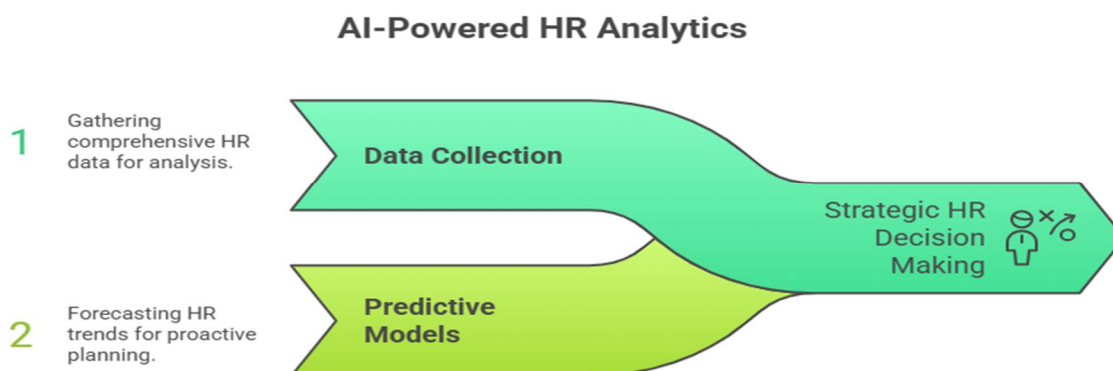 AI-Powered HR Analytics
1
Gathering
comprehensive HR
data for analysis.
Data Collection
Strategic HR
Decision
Making
2
Forecasting HR
trends for proactive
planning.
Predictive
Models